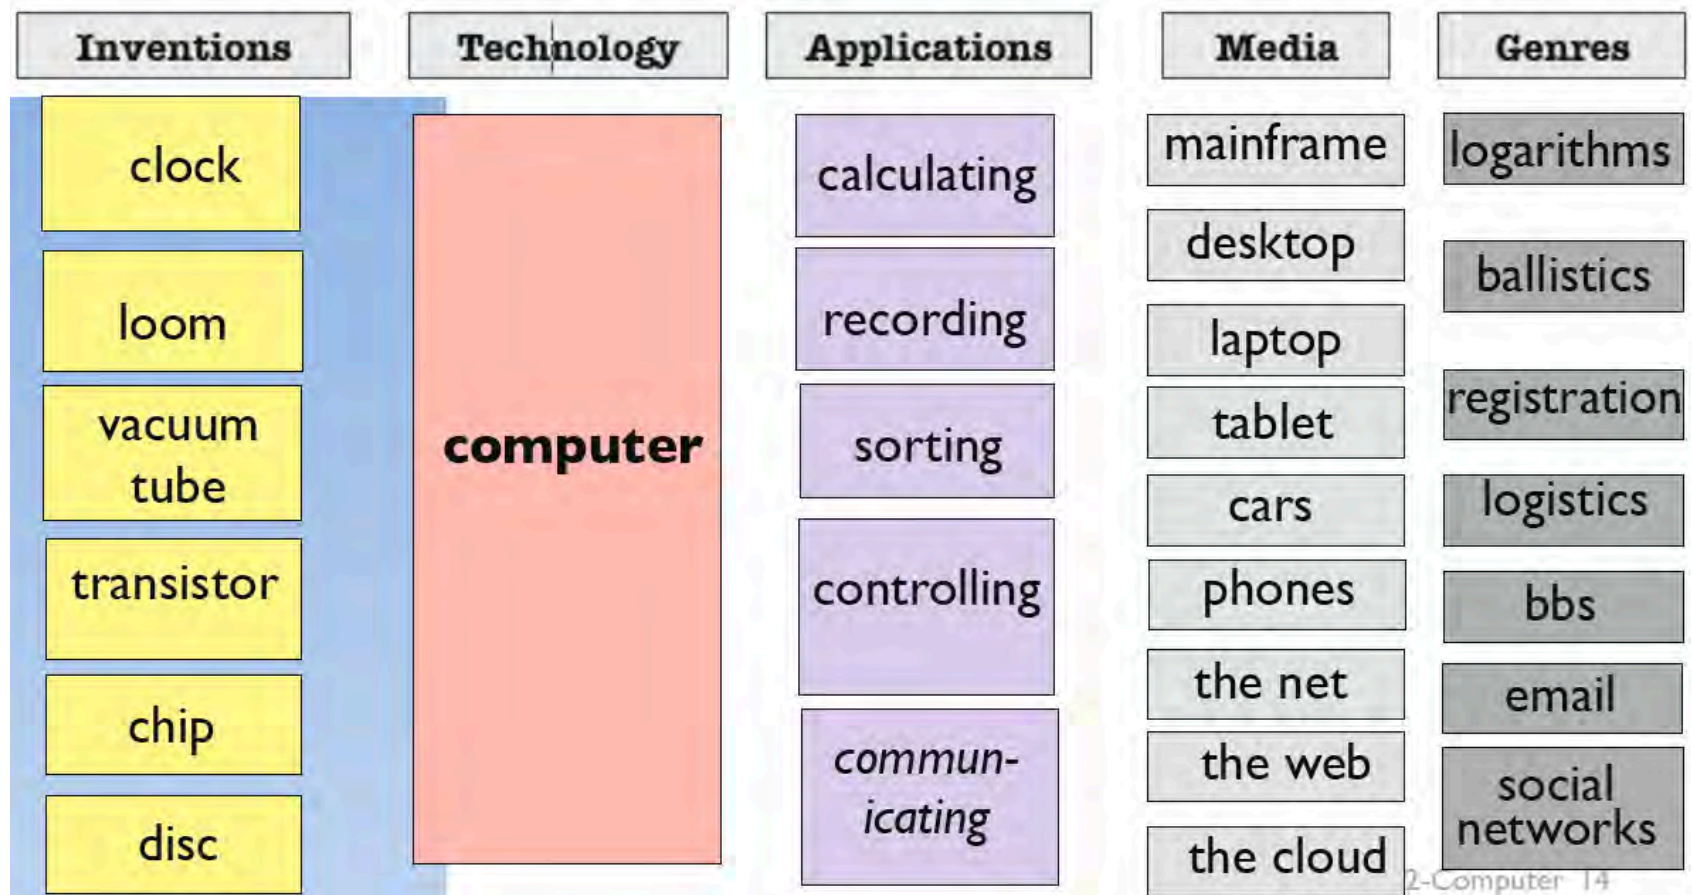 Inventions
Technology
Applications
Media
Genres
clock
loom
vacuum
tube
transistor
chip
disc
computer
calculating
recording
sorting
controlling
commun-
icating
mainframe
desktop
laptop
tablet
cars
phones
the net
the web
the cloud
logarithms
ballistics
registration
logistics
bbs
email
social
networks
2-Computer 14